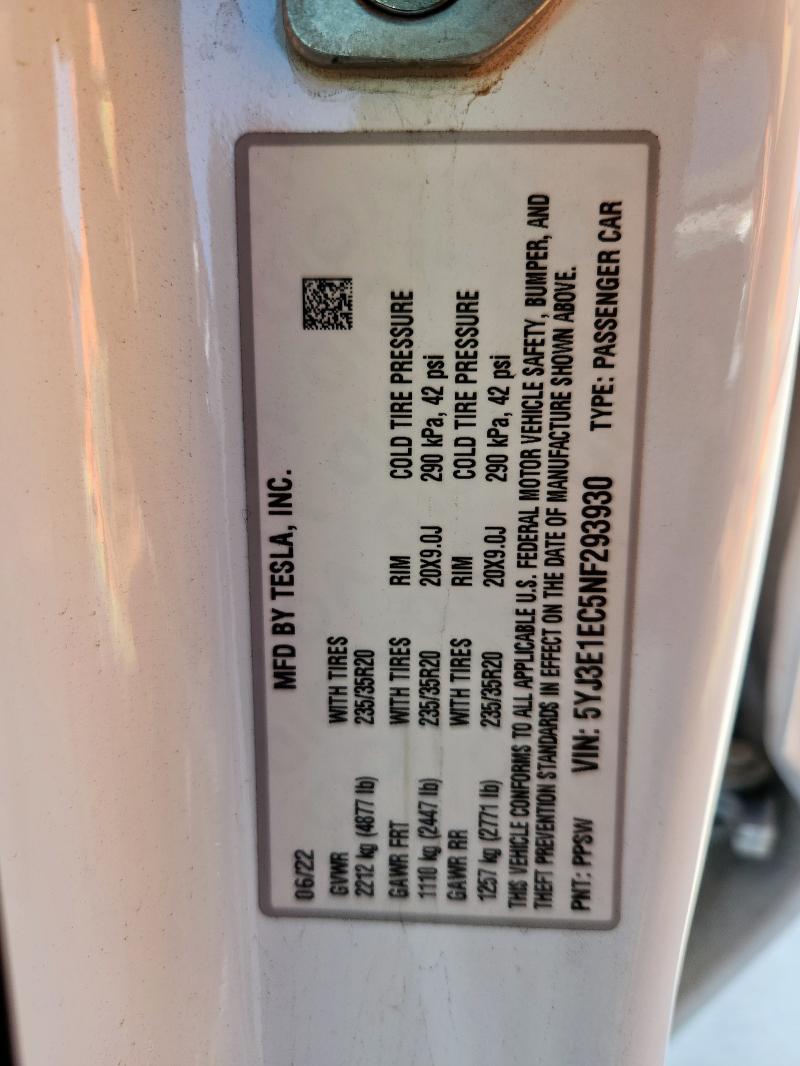 MFD BY TESLA, INC.
06/22
GVWR WITH TIRES
2212 kg (4877 lb) 235/35R20
GAWR FRT WITH TIRES RIM COLD TIRE PRESSURE
1110 kg (2447 lb) 235/35R20 20X9.0J 290 kPa, 42 psi
GAWR RR WITH TIRES RIM COLD TIRE PRESSURE
1257 kg (2771 lb) 235/35R20 20X9.0J 290 kPa, 42 psi
THIS VEHICLE CONFORMS TO ALL APPLICABLE U.S. FEDERAL MOTOR VEHICLE SAFETY, BUMPER, AND
THEFT PREVENTION STANDARDS IN EFFECT ON THE DATE OF MANUFACTURE SHOWN ABOVE.
PNT: PPSW VIN: 5YJ3E1EC5NF293930 TYPE: PASSENGER CAR